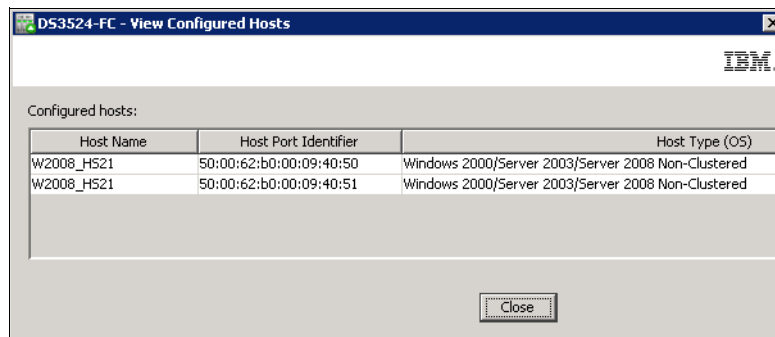 DS3524-FC - View Configured Hosts
IBM.
Configured hosts:
Host Name Host Port Identifier Host Type (OS)
W2008_HS21 50:00:62:b0:00:09:40:50 Windows 2000/Server 2003/Server 2008 Non-Clustered
W2008_HS21 50:00:62:b0:00:09:40:51 Windows 2000/Server 2003/Server 2008 Non-Clustered
Close